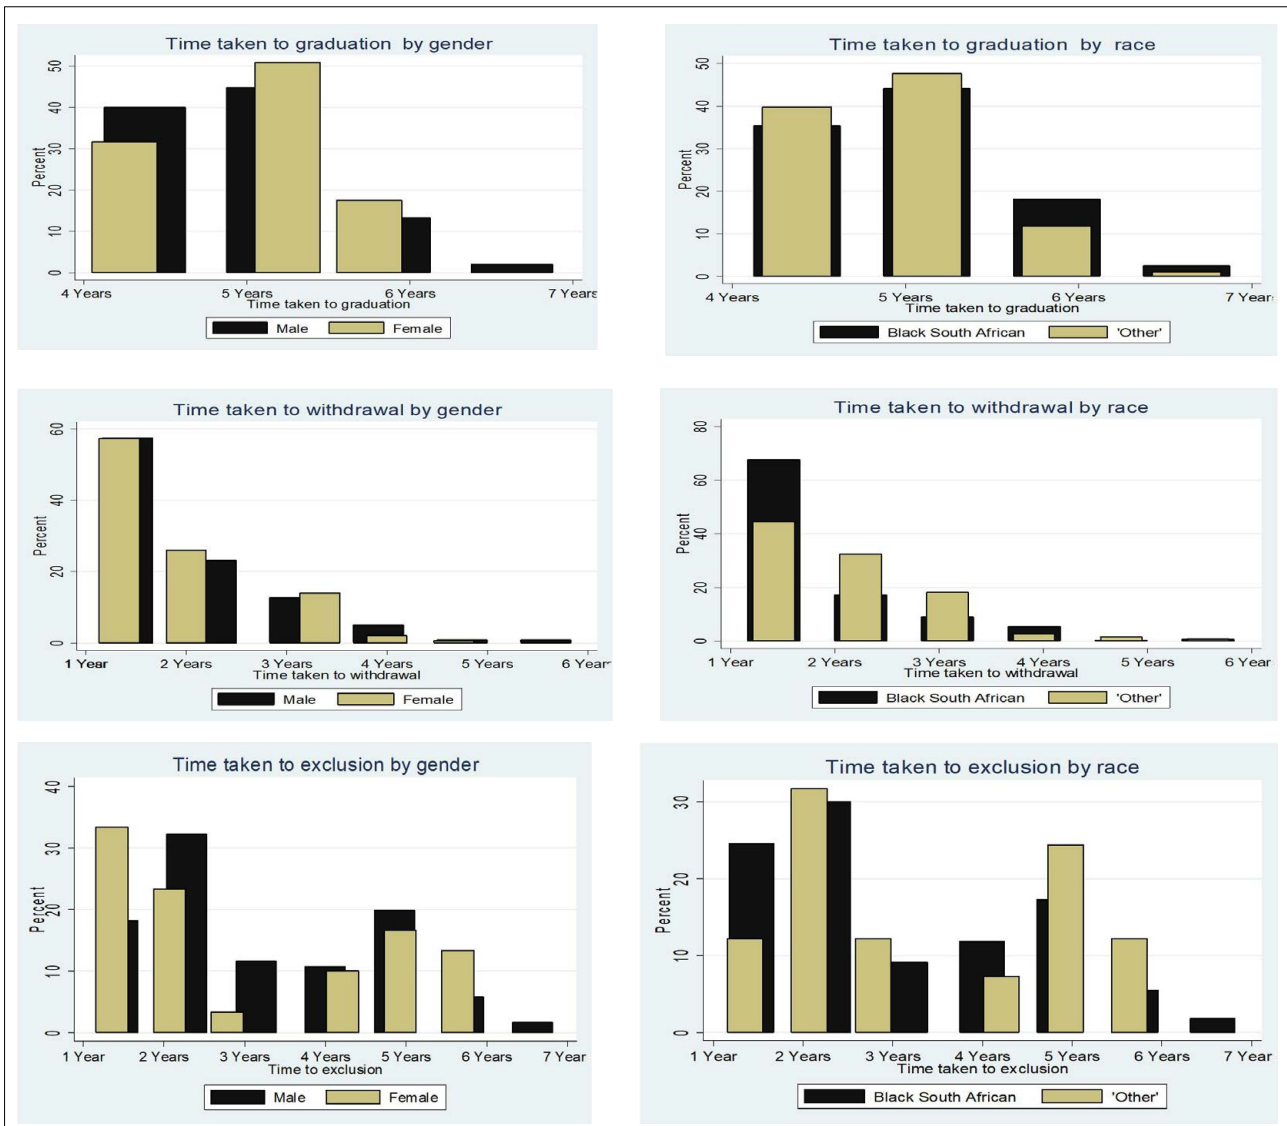 Time taken to graduation by gender
Percent
50
40
30
20
10
0
4 Years 5 Years 6 Years 7 Years
Time taken to graduation
Male Female
Time taken to graduation by race
Percent
50
40
30
20
10
0
4 Years 5 Years 6 Years 7 Years
Time taken to graduation
Black South African 'Other'
Time taken to withdrawal by gender
Percent
60
40
20
0
1 Year 2 Years 3 Years 4 Years 5 Years 6 Year
Time taken to withdrawal
Male Female
Time taken to withdrawal by race
Percent
80
60
40
20
0
1 Year 2 Years 3 Years 4 Years 5 Years 6 Year
Time taken to withdrawal
Black South African 'Other'
Time taken to exclusion by gender
Percent
40
30
20
10
0
1 Year 2 Years 3 Years 4 Years 5 Years 6 Years 7 Year
Time to exclusion
Male Female
Time taken to exclusion by race
Percent
30
20
10
0
1 Year 2 Years 3 Years 4 Years 5 Years 6 Years 7 Year
Time taken to exclusion
Black South African 'Other'